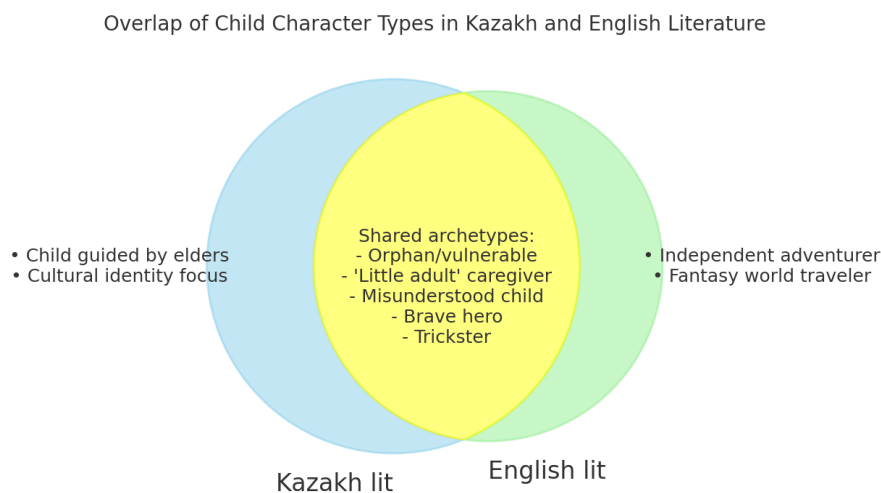 Overlap of Child Character Types in Kazakh and English Literature
• Child guided by elders
• Cultural identity focus
Shared archetypes:
- Orphan/vulnerable
- 'Little adult' caregiver
- Misunderstood child
- Brave hero
- Trickster
• Independent adventurer
• Fantasy world traveler
Kazakh lit
English lit